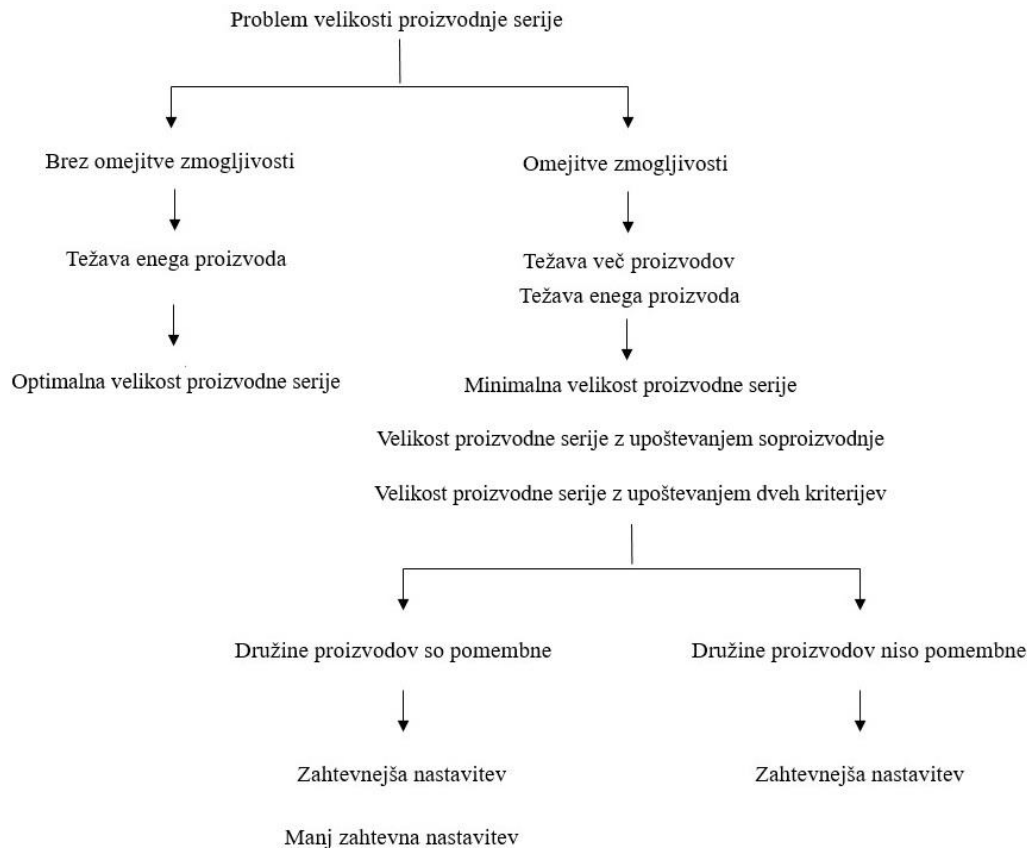 Problem velikosti proizvodnje serije
Brez omejitve zmogljivosti
Omejitve zmogljivosti
Težava enega proizvoda
Težava več proizvodov
Težava enega proizvoda
Optimalna velikost proizvodne serije
Minimalna velikost proizvodne serije
Velikost proizvodne serije z upoštevanjem soproizvodnje
Velikost proizvodne serije z upoštevanjem dveh kriterijev
Družine proizvodov so pomembne
Družine proizvodov niso pomembne
Zahtevnejša nastavitev
Zahtevnejša nastavitev
Manj zahtevna nastavitev